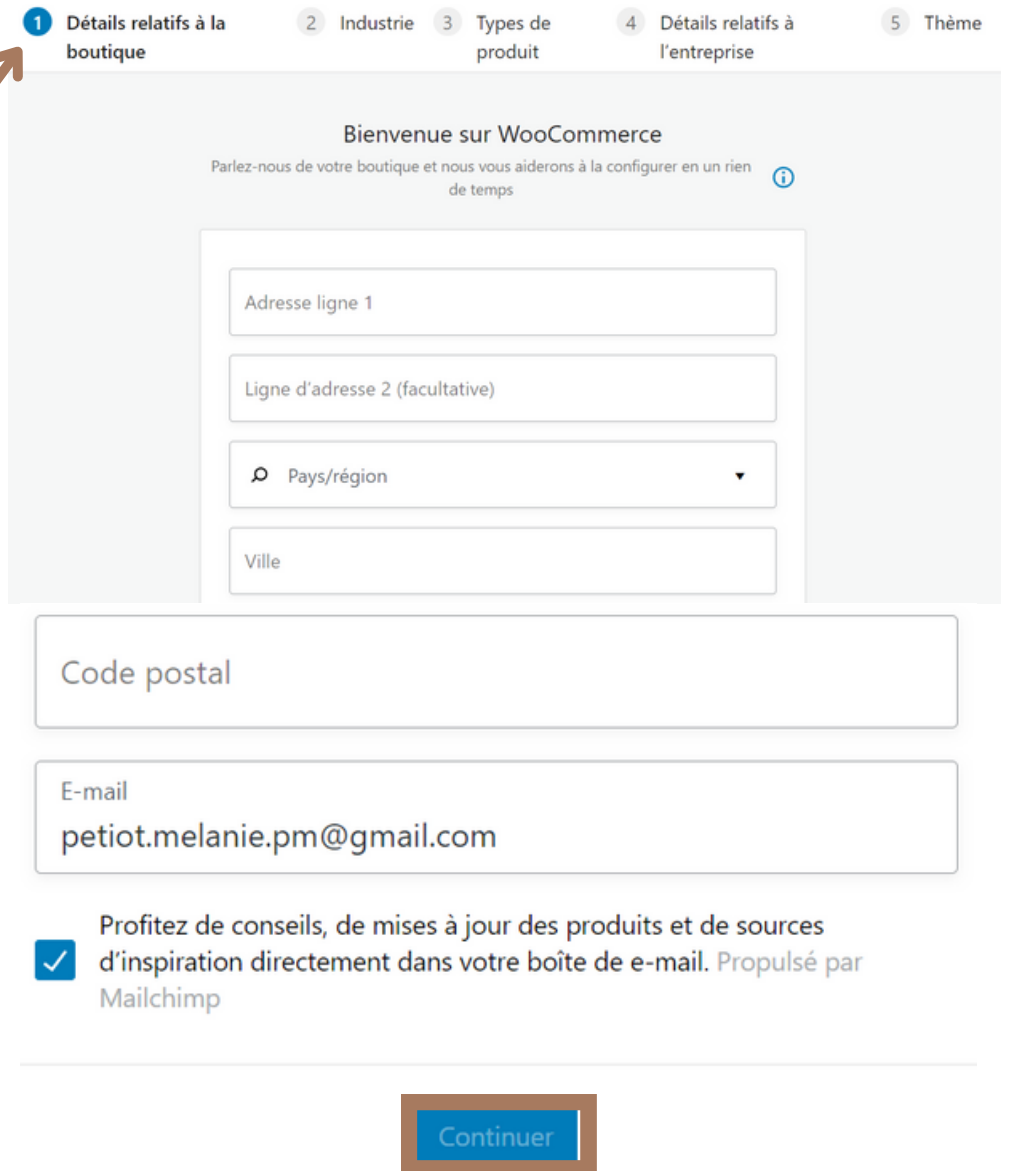 1 Détails relatifs à la 2 Industrie 3 Types de 4 Détails relatifs à 5 Thème
boutique produit l'entreprise
Bienvenue sur WooCommerce
Parlez-nous de votre boutique et nous vous aiderons à la configurer en un rien
de temps
Adresse ligne 1
Ligne d'adresse 2 (facultative)
Pays/région
Ville
Code postal
E-mail
petiot.melanie.pm@gmail.com
Profitez de conseils, de mises à jour des produits et de sources
d'inspiration directement dans votre boîte de e-mail. Propulsé par
Mailchimp
Continuer